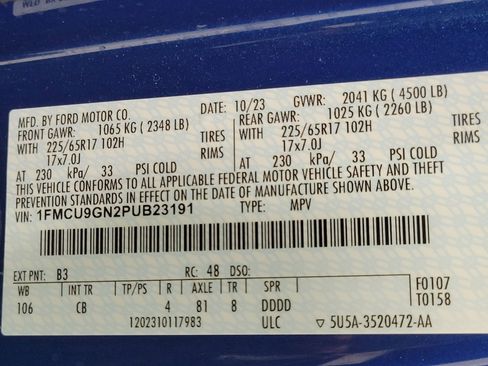 MFD. BY FORD MOTOR CO.
DATE: 10/23 GVWR: 2041 KG ( 4500 LB)
FRONT GAWR: 1065 KG ( 2348 LB) REAR GAWR: 1025 KG ( 2260 LB)
WITH 225/65R17 102H TIRES WITH 225/65R17 102H TIRES
17x7.0J RIMS 17x7.0J RIMS
AT 230 kPa/ 33 PSI COLD AT 230 kPa/ 33 PSI COLD
THIS VEHICLE CONFORMS TO ALL APPLICABLE FEDERAL MOTOR VEHICLE SAFETY AND THEFT
PREVENTION STANDARDS IN EFFECT ON THE DATE OF MANUFACTURE SHOWN ABOVE.
VIN: 1FMCU9GN2PUB23191 TYPE: MPV
EXT PNT: B3 RC: 48 DSO:
WB INT TR TP/PS R AXLE TR SPR F0107
106 CB 4 81 8 DDDD T0158
1202310117983 ULC ▽ 5U5A-3520472-AA